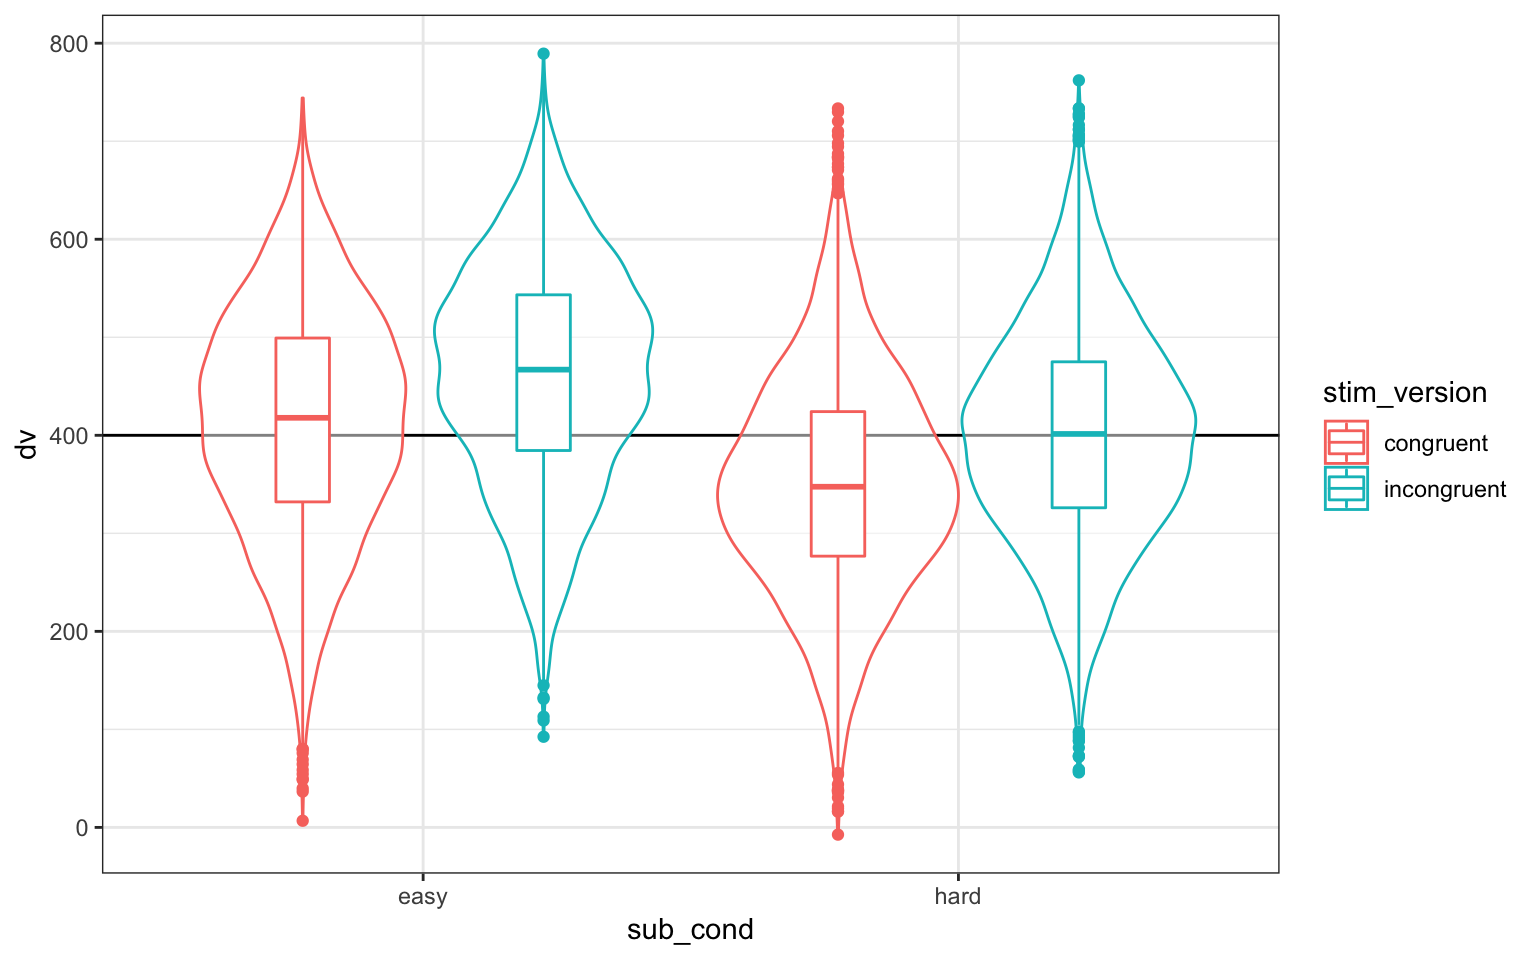 800
600
400
200
0
dv
easy
hard
sub_cond
stim_version
congruent
incongruent